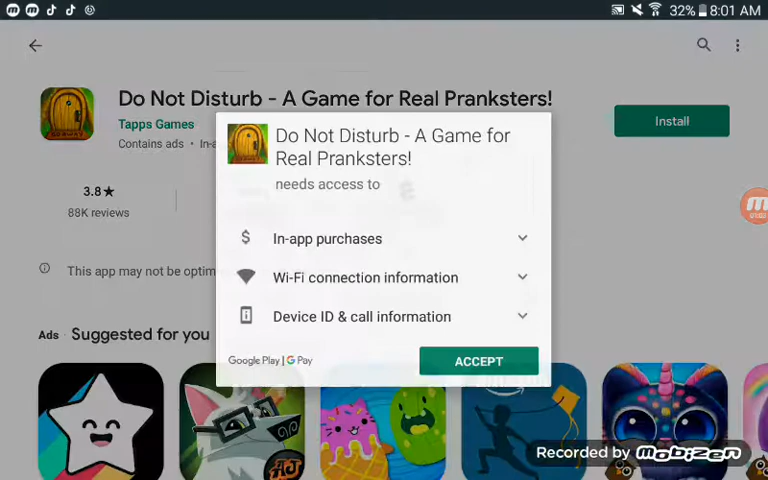 32% 8:01 AM
Do Not Disturb - A Game for Real Pranksters!
Tapps Games
Contains ads • In-a
Install
3.8★
88K reviews
This app may not be optim
Do Not Disturb - A Game for
Real Pranksters!
needs access to
In-app purchases
Wi-Fi connection information
Device ID & call information
Google Play | G Pay
ACCEPT
Ads · Suggested for you
AJ
Recorded by mobizen